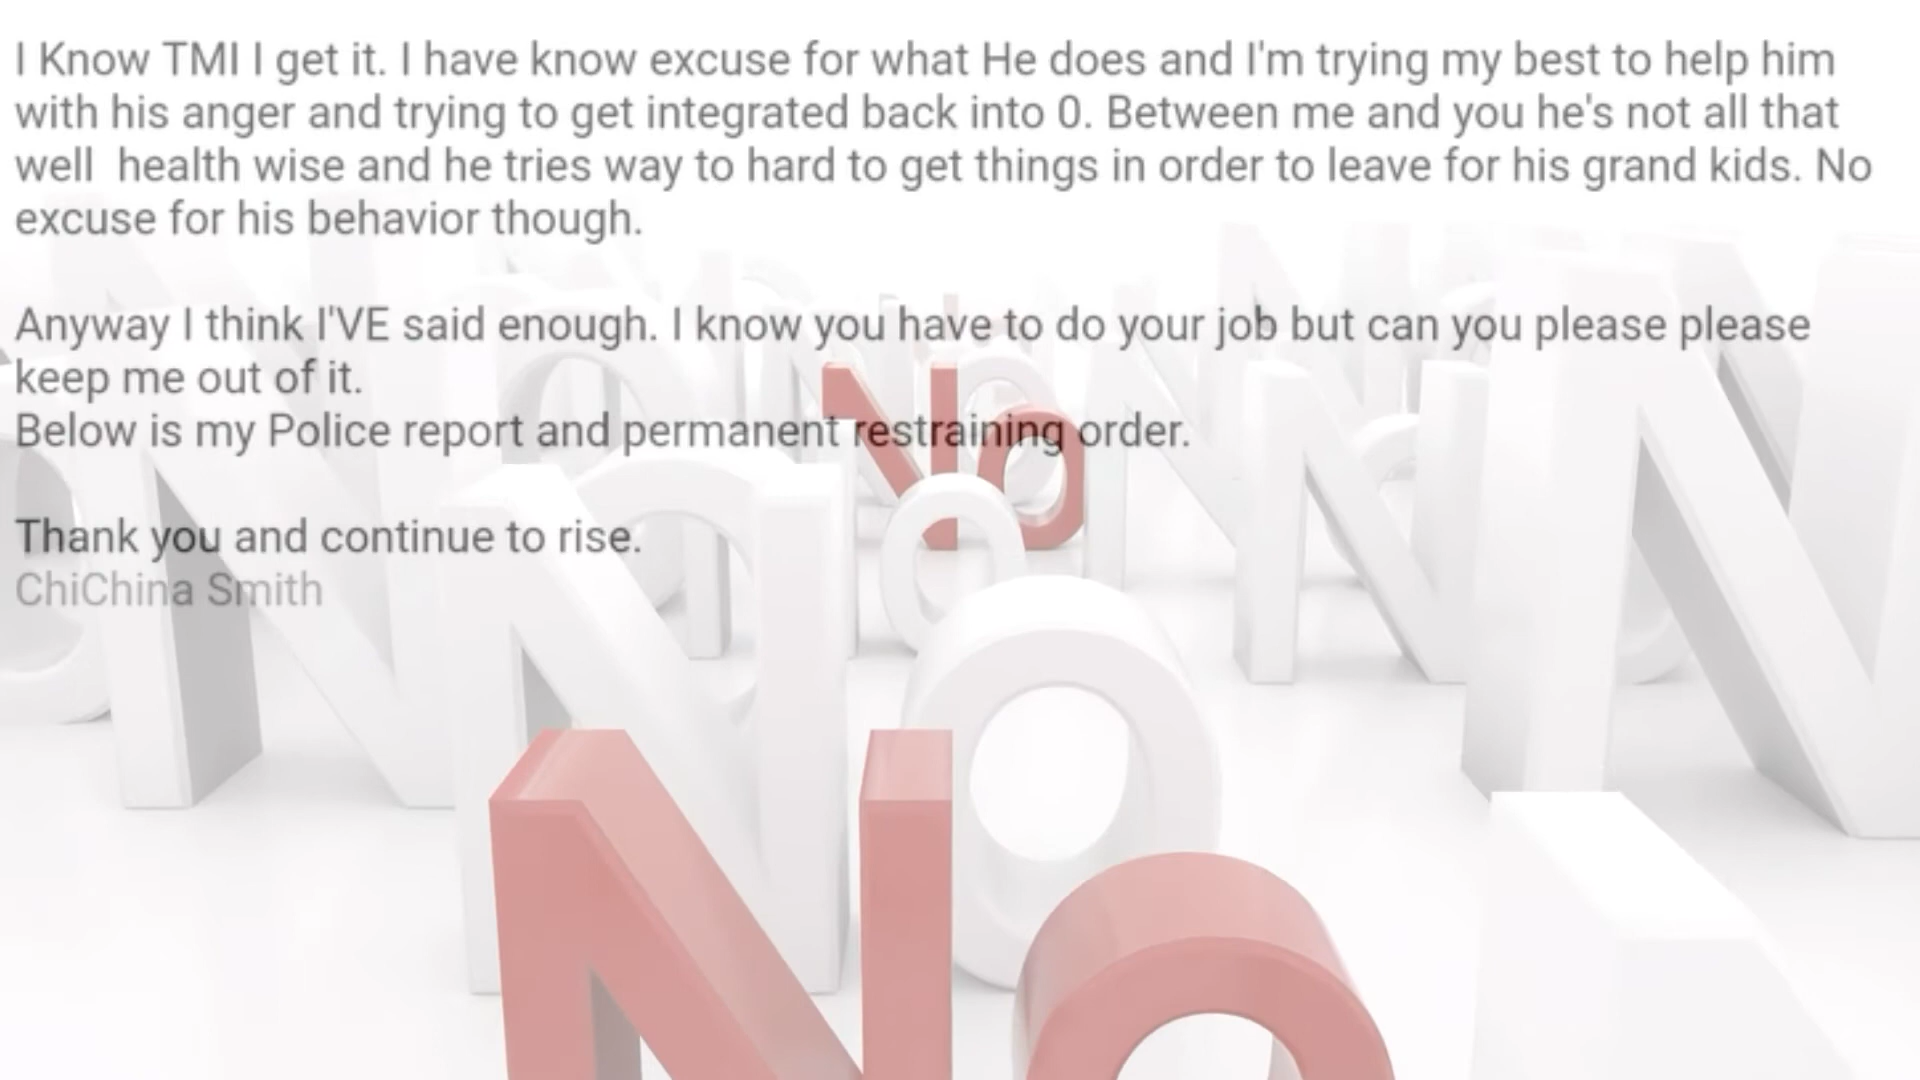 I Know TMI I get it. I have know excuse for what He does and I'm trying my best to help him
with his anger and trying to get integrated back into 0. Between me and you he's not all that
well  health wise and he tries way to hard to get things in order to leave for his grand kids. No
excuse for his behavior though.
Anyway I think I'VE said enough. I know you have to do your job but can you please please
keep me out of it.
Below is my Police report and permanent restraining order.
Thank you and continue to rise.
ChiChina Smith
No
No